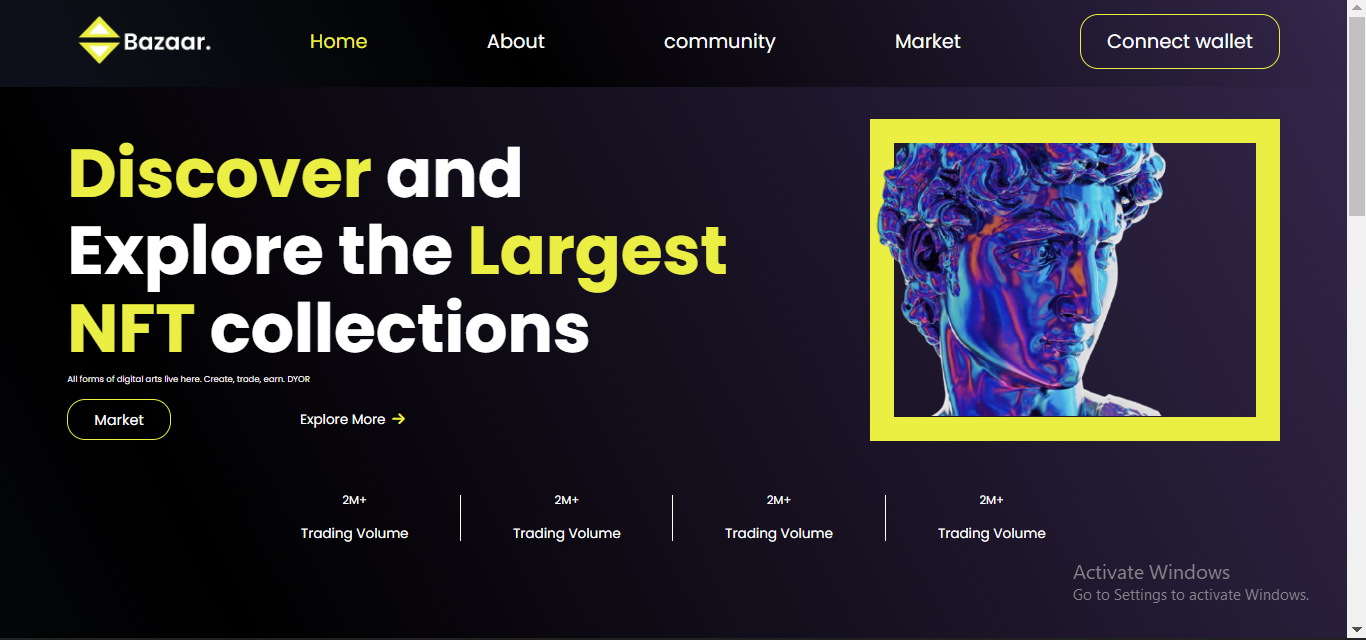 Bazaar.
Home
About
community
Market
Connect wallet
Discover and
Explore the Largest
NFT collections
All forms of digital arts live here. Create, trade, earn. DYOR
Market
Explore More
2M+
Trading Volume
2M+
Trading Volume
2M+
Trading Volume
2M+
Trading Volume
Activate Windows
Go to Settings to activate Windows.